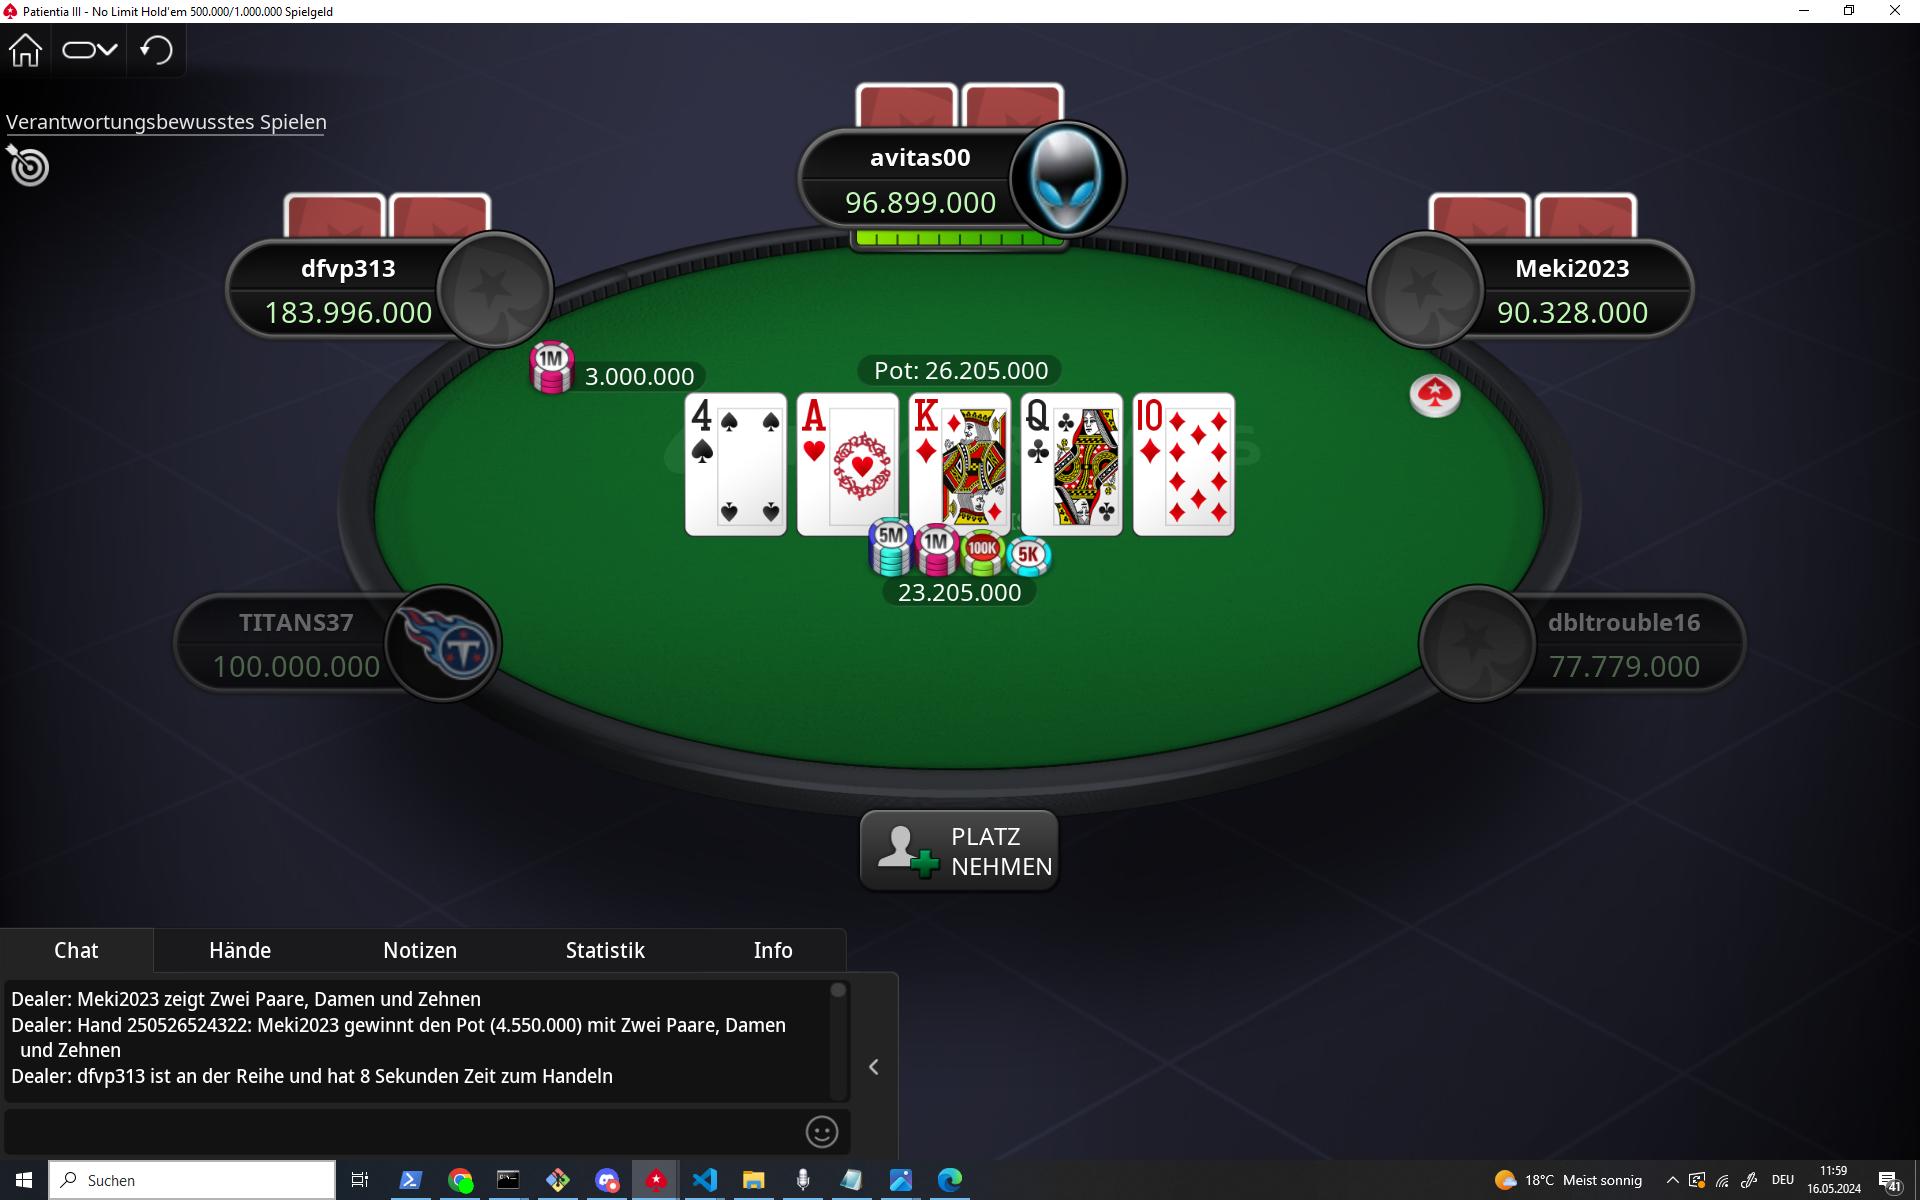 Patientia III - No Limit Hold'em 500.000/1.000.000 Spielgeld
Verantwortungsbewusstes Spielen
avitas00
96.899.000
dfvp313
183.996.000
Meki2023
90.328.000
3.000.000
1M
Pot: 26.205.000
4
A
K
Q
10
5M
1M
100K
5K
23.205.000
TITANS37
100.000.000
dbltrouble16
77.779.000
PLATZ
NEHMEN
Chat
Hände
Notizen
Statistik
Info
Dealer: Meki2023 zeigt Zwei Paare, Damen und Zehnen
Dealer: Hand 250526524322: Meki2023 gewinnt den Pot (4.550.000) mit Zwei Paare, Damen
und Zehnen
Dealer: dfvp313 ist an der Reihe und hat 8 Sekunden Zeit zum Handeln
Suchen
18°C Meist sonnig
DEU
11:59
16.05.2024
41